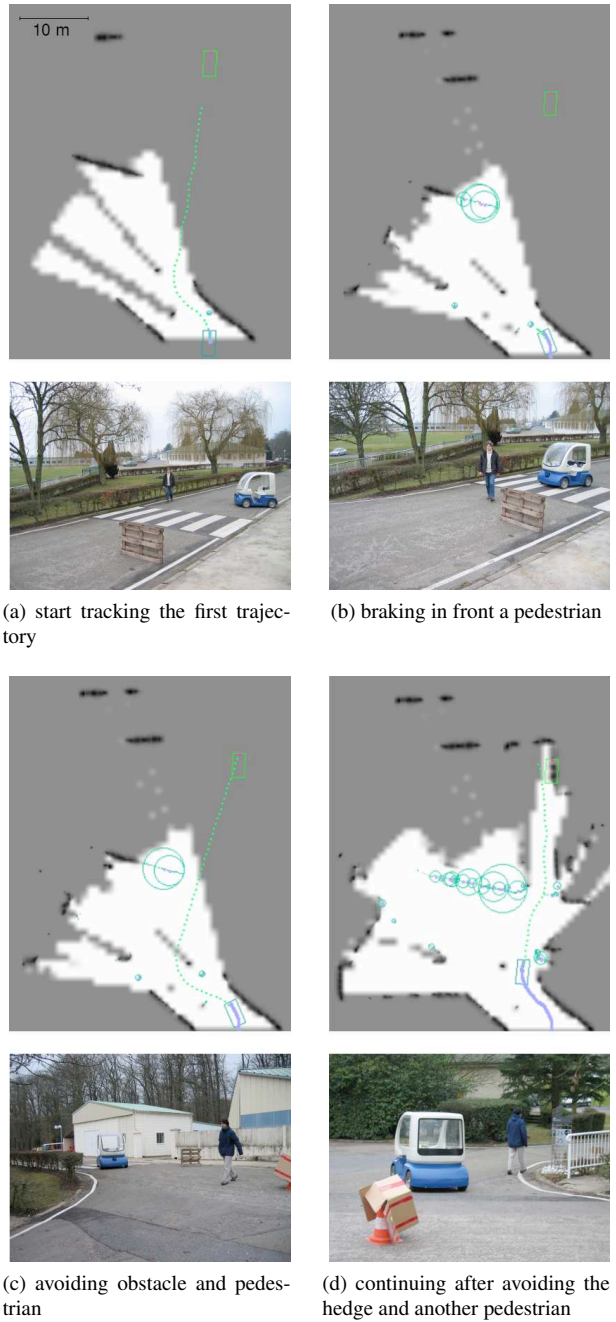 10 m
(a) start tracking the first trajec-
tory
(b) braking in front a pedestrian
(c) avoiding obstacle and pedes-
trian
(d) continuing after avoiding the
hedge and another pedestrian